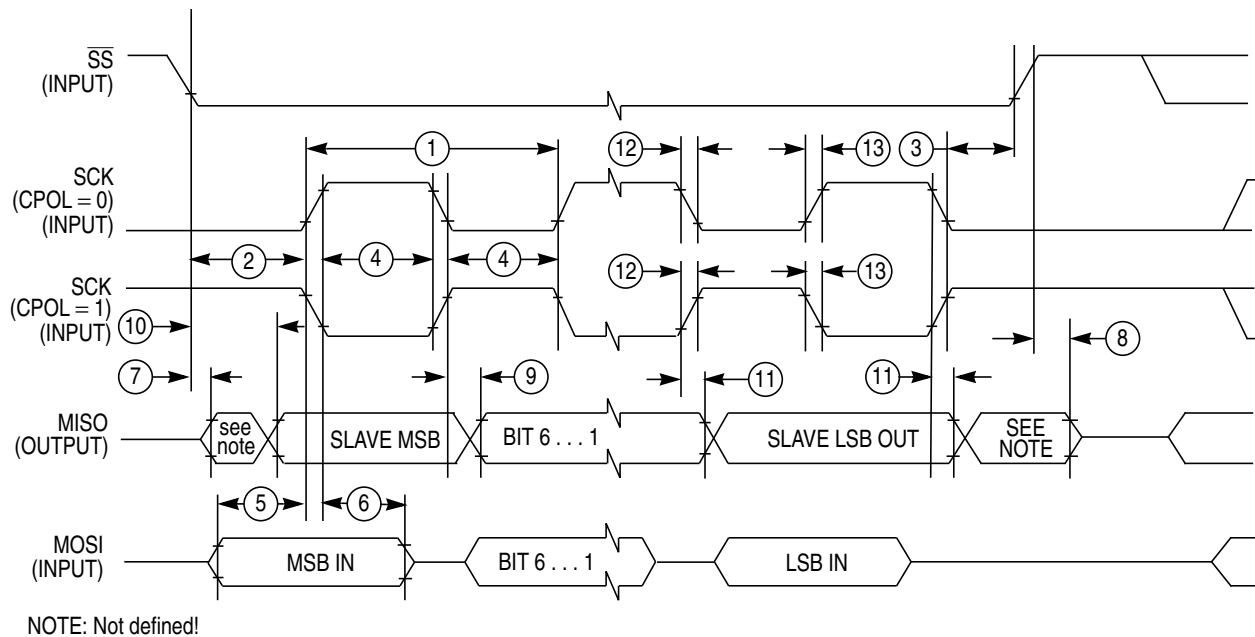 SS
(INPUT)
1
12
13
3
SCK
(CPOL = 0)
(INPUT)
2
4
4
12
13
SCK
(CPOL = 1)
(INPUT)
10
8
7
9
11
11
MISO
(OUTPUT)
see
note
SLAVE MSB
BIT 6 . . . 1
SLAVE LSB OUT
SEE
NOTE
5
6
MOSI
(INPUT)
MSB IN
BIT 6 . . . 1
LSB IN
NOTE: Not defined!